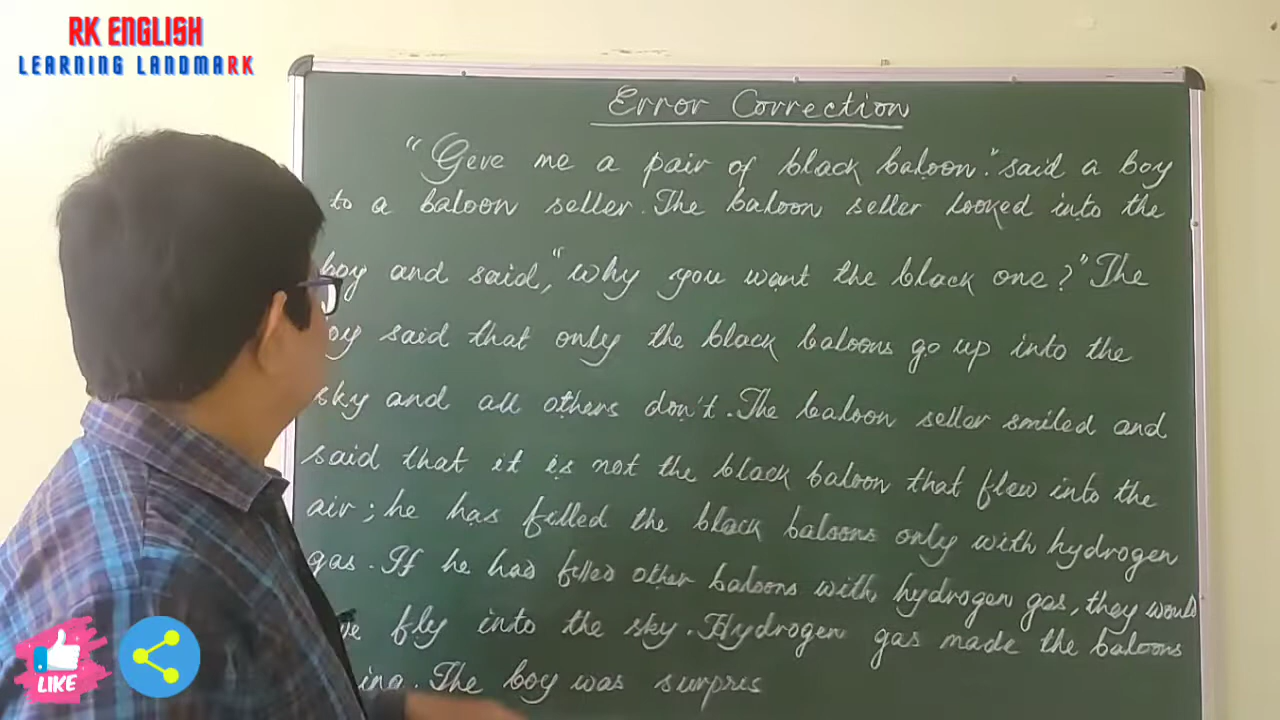 RK ENGLISH
LEARNING LANDMARK
Error Correction
"Geve me a pair of black baloon." said a boy
to a baloon seller. The baloon seller looked into the
boy and said, "why you want the black one?" The
boy said that only the black baloons go up into the
sky and all others don't. The baloon seller smiled and
said that it is not the black baloon that flew into the
air; he has filled the black baloons only with hydrogen
gas. If he had filled other baloons with hydrogen gas, they would
fly into the sky. Hydrogen gas made the baloons
The boy was surpris
LIKE